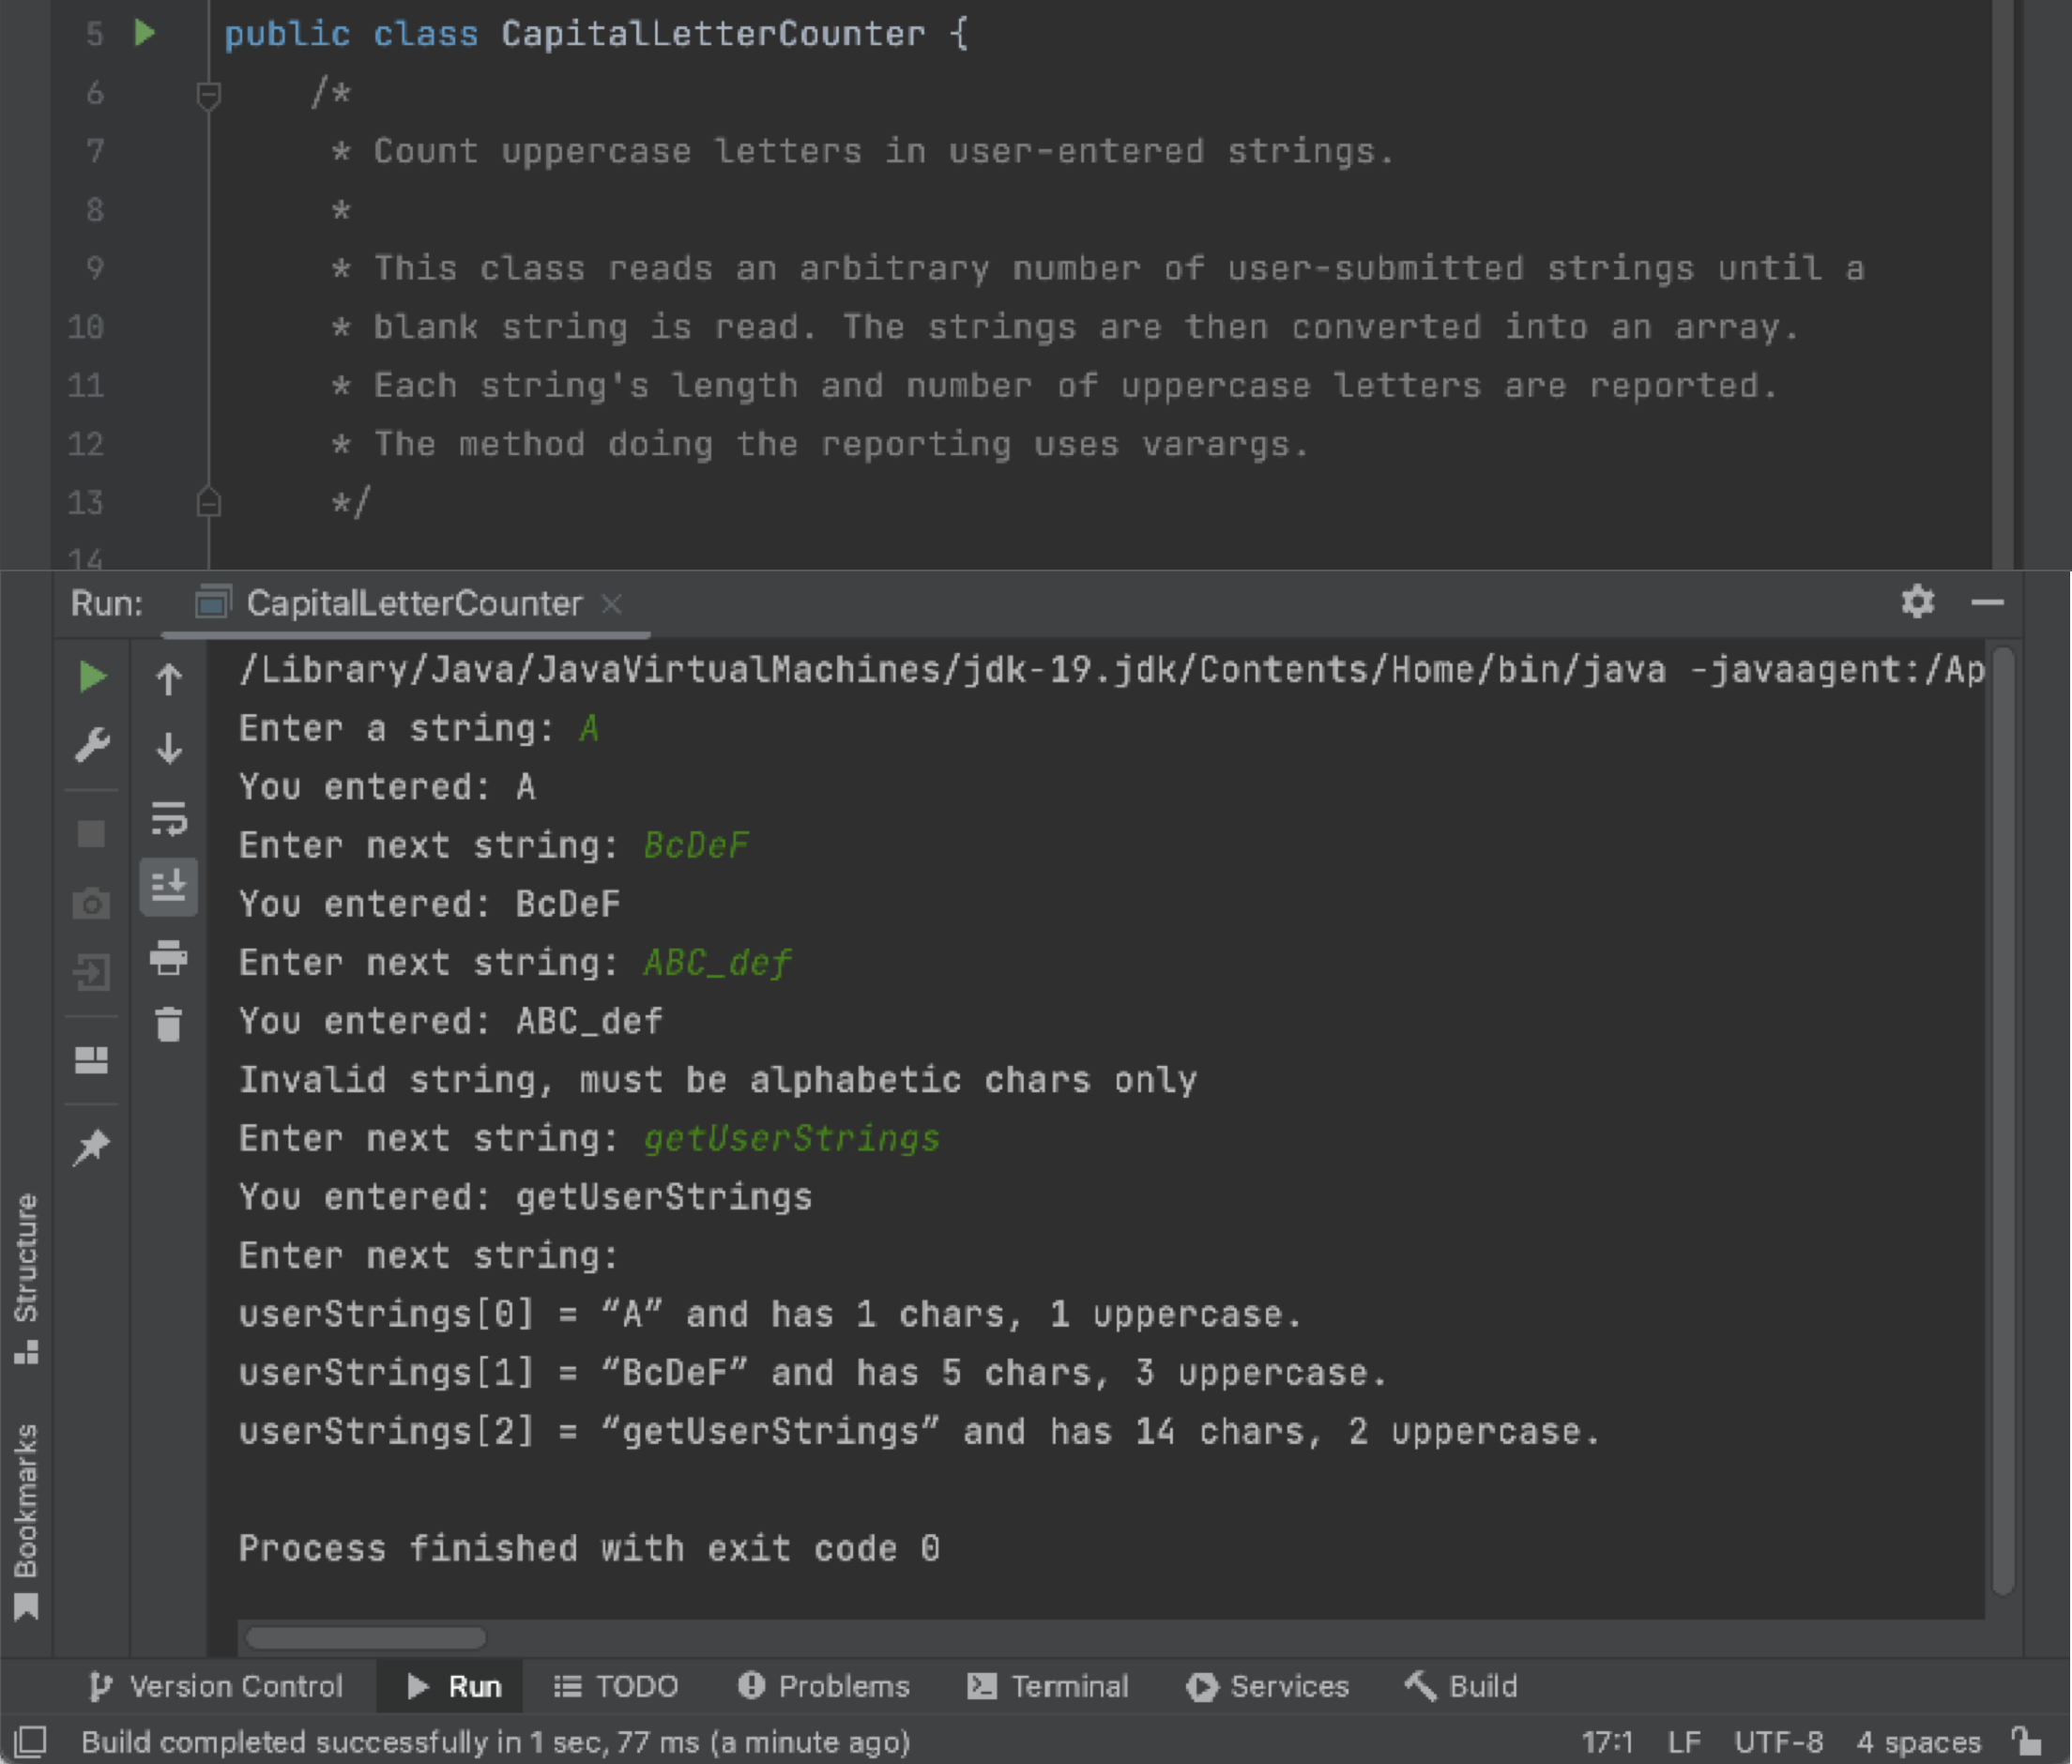 5 public class CapitalLetterCounter {
6 /*
7 * Count uppercase letters in user-entered strings.
8 *
9 * This class reads an arbitrary number of user-submitted strings until a
10 * blank string is read. The strings are then converted into an array.
11 * Each string's length and number of uppercase letters are reported.
12 * The method doing the reporting uses varargs.
13 */
14
Run: CapitalLetterCounter
/Library/Java/JavaVirtualMachines/jdk-19.jdk/Contents/Home/bin/java -javaagent:/Ap
Enter a string: A
You entered: A
Enter next string: BcDeF
You entered: BcDeF
Enter next string: ABC_def
You entered: ABC_def
Invalid string, must be alphabetic chars only
Enter next string: getUserStrings
You entered: getUserStrings
Enter next string:
userStrings[0] = “A” and has 1 chars, 1 uppercase.
userStrings[1] = “BcDeF” and has 5 chars, 3 uppercase.
userStrings[2] = “getUserStrings” and has 14 chars, 2 uppercase.
Process finished with exit code 0
Structure
Bookmarks
Version Control Run TODO Problems Terminal Services Build
Build completed successfully in 1 sec, 77 ms (a minute ago) 17:1 LF UTF-8 4 spaces